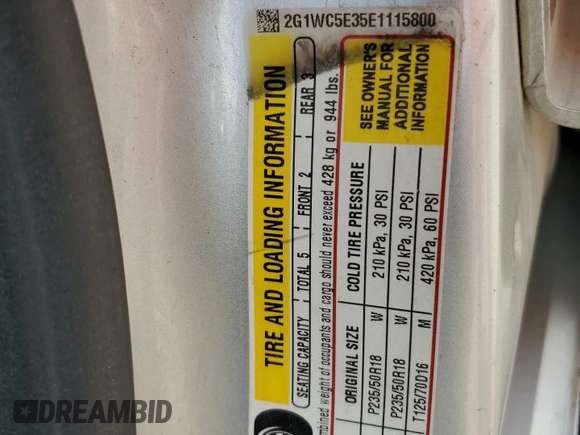 2G1WC5E35E1115800
TIRE AND LOADING INFORMATION
SEATING CAPACITY TOTAL 5 FRONT 2 REAR 3
mbined weight of occupants and cargo should never exceed 428 kg or 944 lbs.
ORIGINAL SIZE COLD TIRE PRESSURE
P235/50R18 W 210 kPa, 30 PSI
P235/50R18 W 210 kPa, 30 PSI
T125/70D16 M 420 kPa, 60 PSI
SEE OWNER'S
MANUAL FOR
ADDITIONAL
INFORMATION
DREAMBID